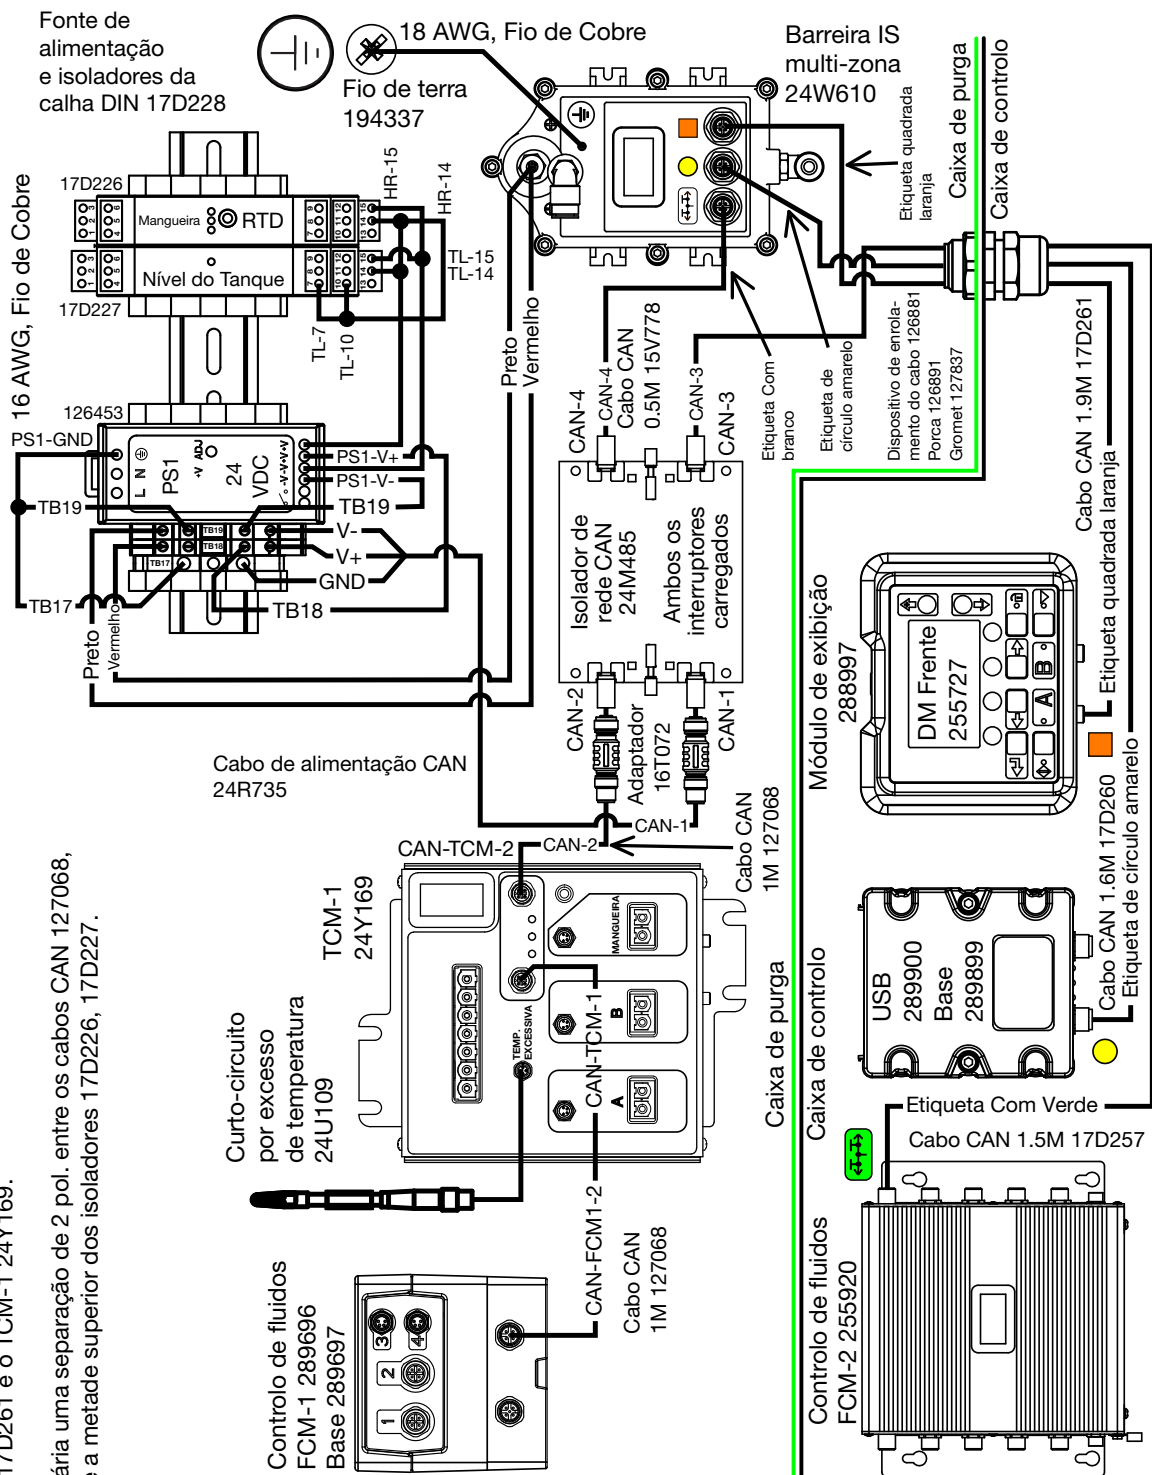 Fonte de
alimentação
e isoladores da
calha DIN 17D228
18 AWG, Fio de Cobre
Fio de terra
194337
Barreira IS
multi-zona
24W610
Etiqueta quadrada
laranja
Caixa de purga
Caixa de controlo
16 AWG, Fio de Cobre
17D226
Mangueira
RTD
HR-15
HR-14
Nível do Tanque
17D227
TL-15
TL-14
TL-7
TL-10
Preto
Vermelho
126453
PS1-GND
L N
PS1
+V ADJ
24
VDC
-V-V+V+V
PS1-V+
PS1-V-
TB19
TB19
TB19
TB18
TB17
V-
V+
GND
TB17
TB18
Preto
Vermelho
CAN-4
CAN-4
Cabo CAN
0.5M 15V778
CAN-3
CAN-3
Etiqueta Com
branco
Etiqueta de
círculo amarelo
Dispositivo de enrola-
mento do cabo 126881
Porca 126891
Gromet 127837
Isolador de
rede CAN
24M485
Ambos os
interruptores
carregados
CAN-2
Adaptador
16T072
CAN-1
Cabo de alimentação CAN
24R735
CAN-1
CAN-2
Cabo CAN
1M 127068
CAN-TCM-2
TCM-1
24Y169
MANGUEIRA
B
A
TEMP.
EXCESSIVA
CAN-TCM-1
Curto-circuito
por excesso
de temperatura
24U109
CAN-FCM1-2
Cabo CAN
1M 127068
Controlo de fluidos
FCM-1 289696
Base 289697
1
2
3
4
17D261 e o TCM-1 24Y169.
ária uma separação de 2 pol. entre os cabos CAN 127068,
e a metade superior dos isoladores 17D226, 17D227.
Cabo CAN 1.9M 17D261
Etiqueta quadrada laranja
Módulo de exibição
288997
DM Frente
255727
A
B
Cabo CAN 1.6M 17D260
Etiqueta de círculo amarelo
USB
289900
Base
289899
Caixa de purga
Caixa de controlo
Etiqueta Com Verde
Cabo CAN 1.5M 17D257
Controlo de fluidos
FCM-2 255920